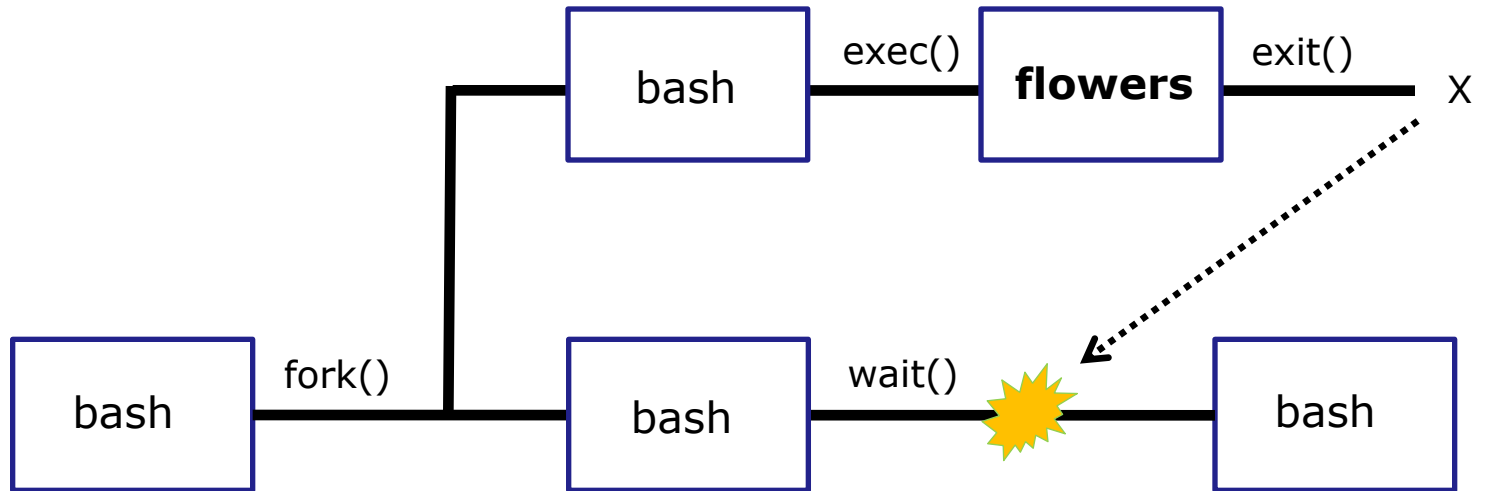 bash
exec()
flowers
exit()
X
bash
fork()
bash
wait()
bash